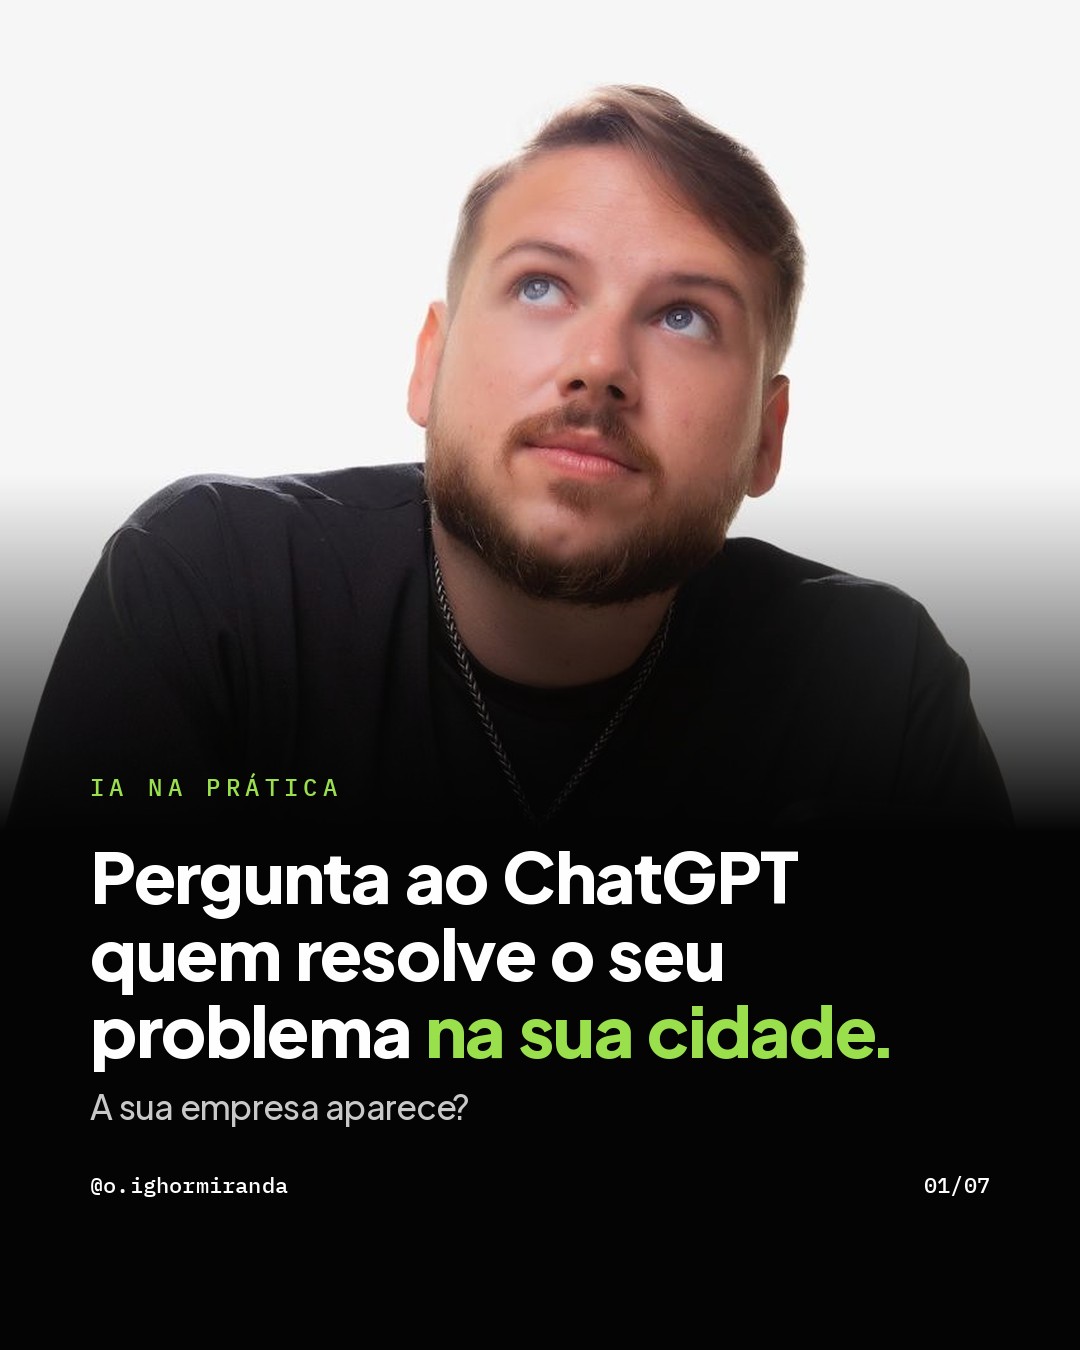 IA NA PRÁTICA
Pergunta ao ChatGPT
quem resolve o seu
problema na sua cidade.
A sua empresa aparece?
@o.ighormiranda
01/07